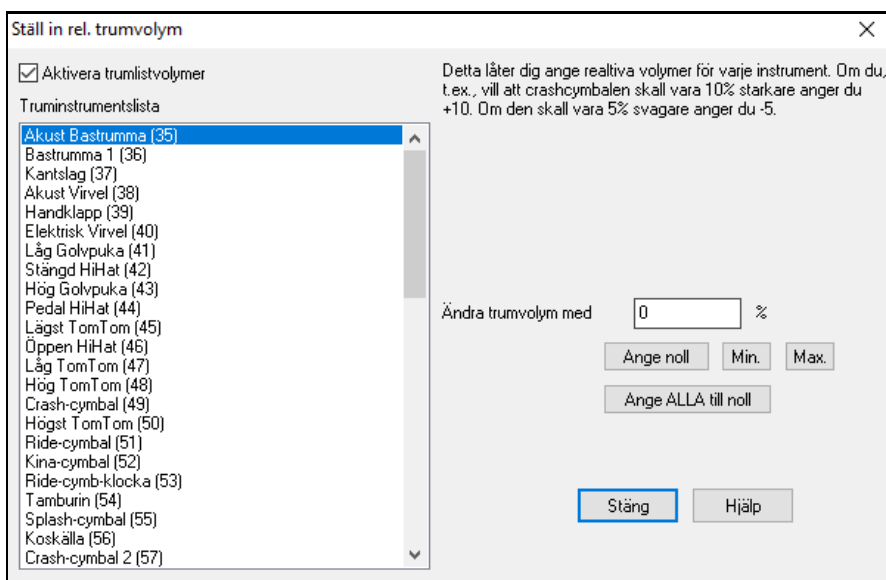 Ställ in rel. trumvolym
Aktivera trumlistvolymer
Truminstrumentslista
Akust Bastrumma (35)
Bastrumma 1 (36)
Kantslag (37)
Akust Virvel (38)
Handklapp (39)
Elektrisk Virvel (40)
Låg Golvpuka (41)
Stängd HiHat (42)
Hög Golvpuka (43)
Pedal HiHat (44)
Lägst TomTom (45)
Öppen HiHat (46)
Låg TomTom (47)
Hög TomTom (48)
Crash-cymbal (49)
Högst TomTom (50)
Ride-cymbal (51)
Kina-cymbal (52)
Ride-cymb-klocka (53)
Tamburin (54)
Splash-cymbal (55)
Koskälla (56)
Crash-cymbal 2 (57)
Detta låter dig ange realtiva volymer för varje instrument. Om du,
t.ex., vill att crashcymbalen skall vara 10% starkare anger du
+10. Om den skall vara 5% svagare anger du -5.
Ändra trumvolym med 0 %
Ange noll Min. Max.
Ange ALLA till noll
Stäng Hjälp